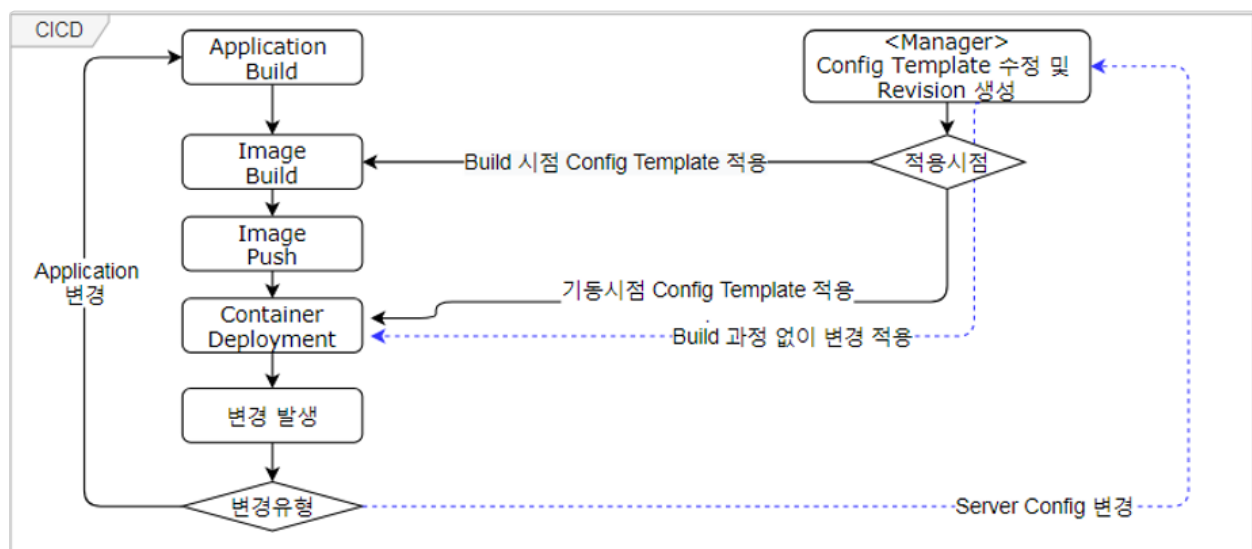 CICD
Application
Build
<Manager>
Config Template 수정 및
Revision 생성
Image
Build
Build 시점 Config Template 적용
적용시점
Image
Push
Application
변경
기동시점 Config Template 적용
Container
Deployment
Build 과정 없이 변경 적용
변경 발생
변경유형
Server Config 변경